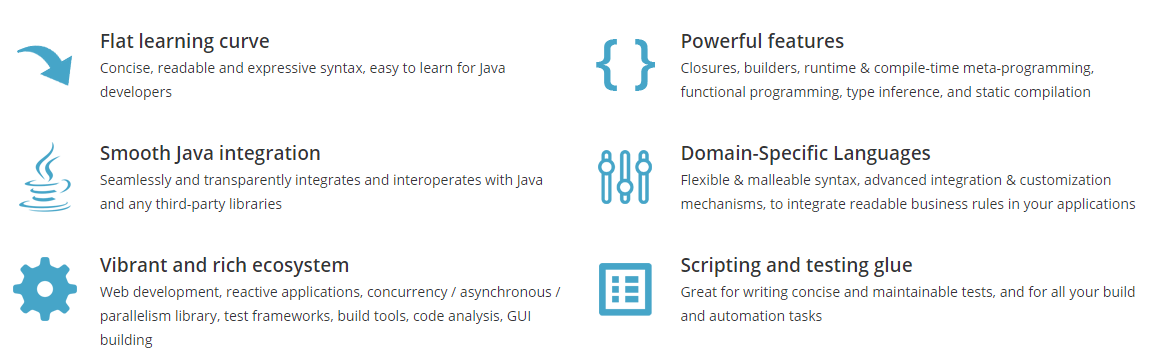 Flat learning curve
Concise, readable and expressive syntax, easy to learn for Java
developers
Powerful features
Closures, builders, runtime & compile-time meta-programming,
functional programming, type inference, and static compilation
Smooth Java integration
Seamlessly and transparently integrates and interoperates with Java
and any third-party libraries
Domain-Specific Languages
Flexible & malleable syntax, advanced integration & customization
mechanisms, to integrate readable business rules in your applications
Vibrant and rich ecosystem
Web development, reactive applications, concurrency / asynchronous /
parallelism library, test frameworks, build tools, code analysis, GUI
building
Scripting and testing glue
Great for writing concise and maintainable tests, and for all your build
and automation tasks